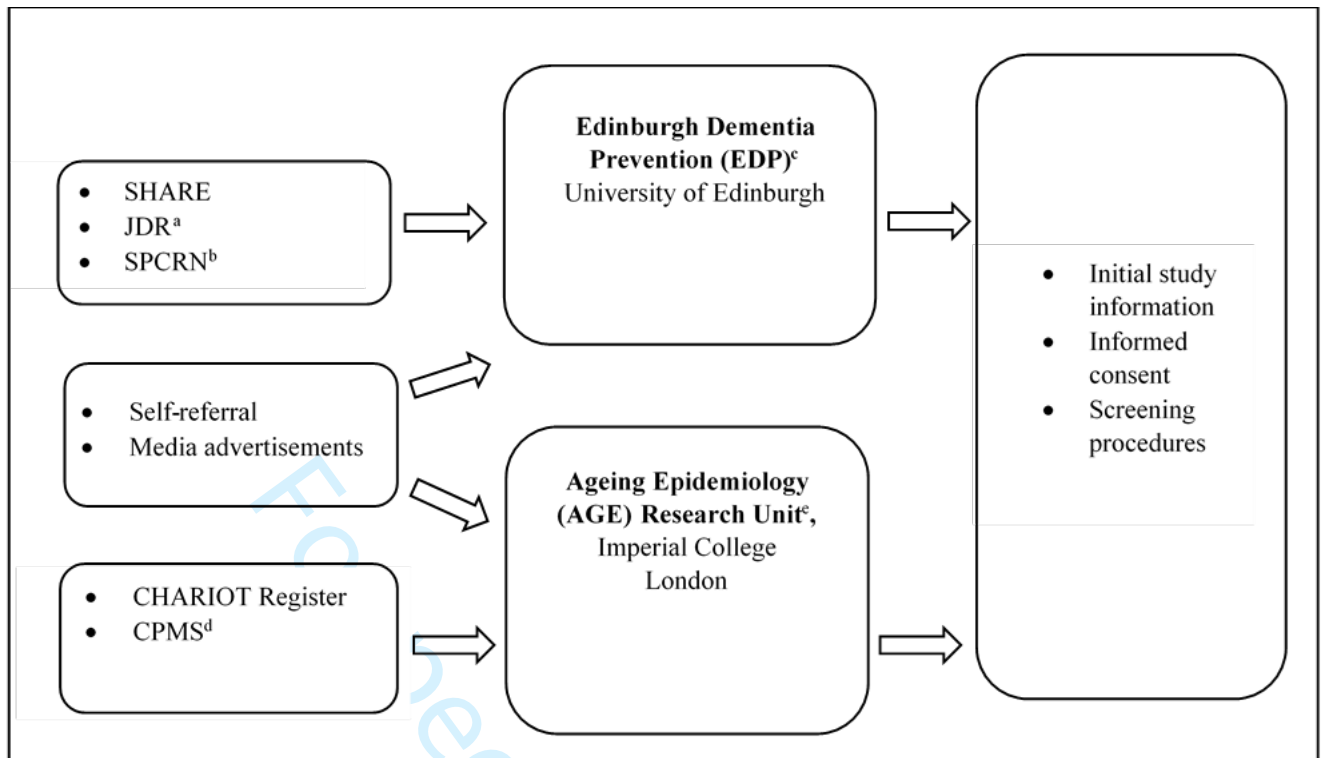 • SHARE
• JDRᵃ
• SPCRNᵇ
• Self-referral
• Media advertisements
• CHARIOT Register
• CPMSᵈ
Edinburgh Dementia
Prevention (EDP)ᶜ
University of Edinburgh
Ageing Epidemiology
(AGE) Research Unitᵉ,
Imperial College
London
• Initial study
information
• Informed
consent
• Screening
procedures